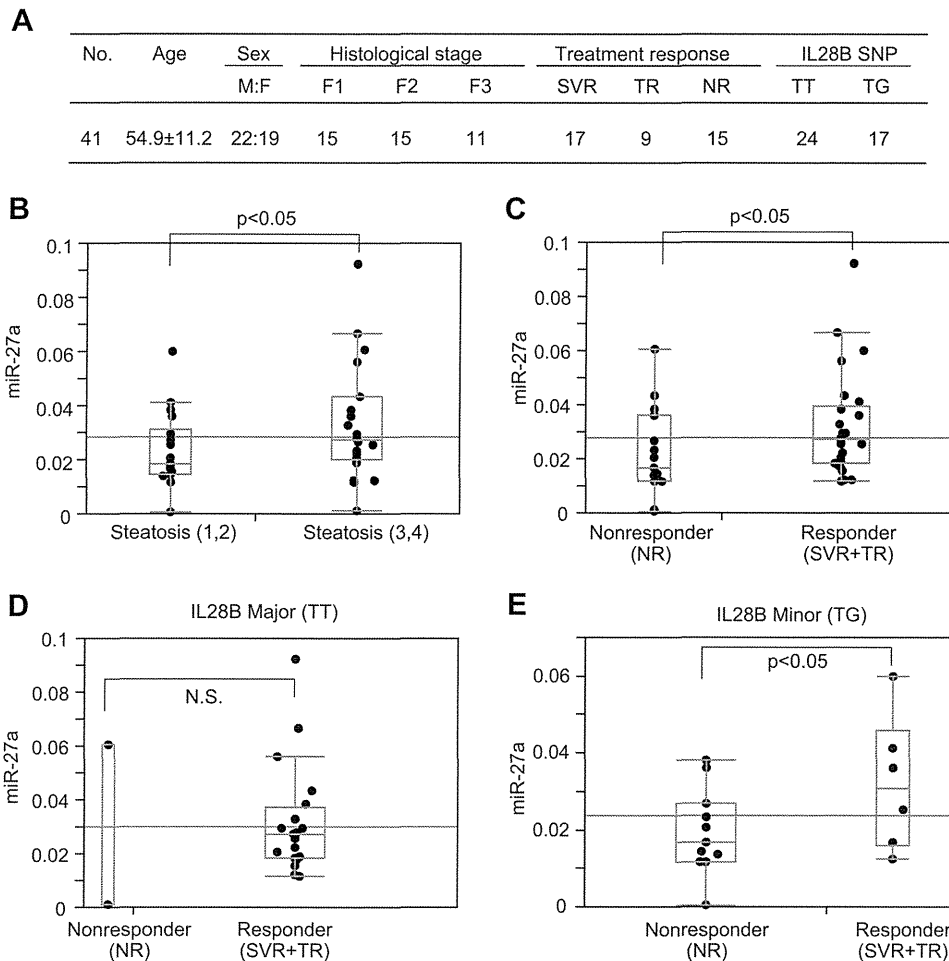 A
No. Age Sex Histological stage Treatment response IL28B SNP
M:F F1 F2 F3 SVR TR NR TT TG
41 54.9±11.2 22:19 15 15 11 17 9 15 24 17
B
p<0.05
0.1
0.08
0.06
0.04
0.02
0
miR-27a
Steatosis (1,2) Steatosis (3,4)
C
p<0.05
0.1
0.08
0.06
0.04
0.02
0
miR-27a
Nonresponder Responder
(NR) (SVR+TR)
D
IL28B Major (TT)
N.S.
0.1
0.08
0.06
0.04
0.02
0
miR-27a
Nonresponder Responder
(NR) (SVR+TR)
E
IL28B Minor (TG)
p<0.05
0.06
0.04
0.02
0
miR-27a
Nonresponder Responder
(NR) (SVR+TR)